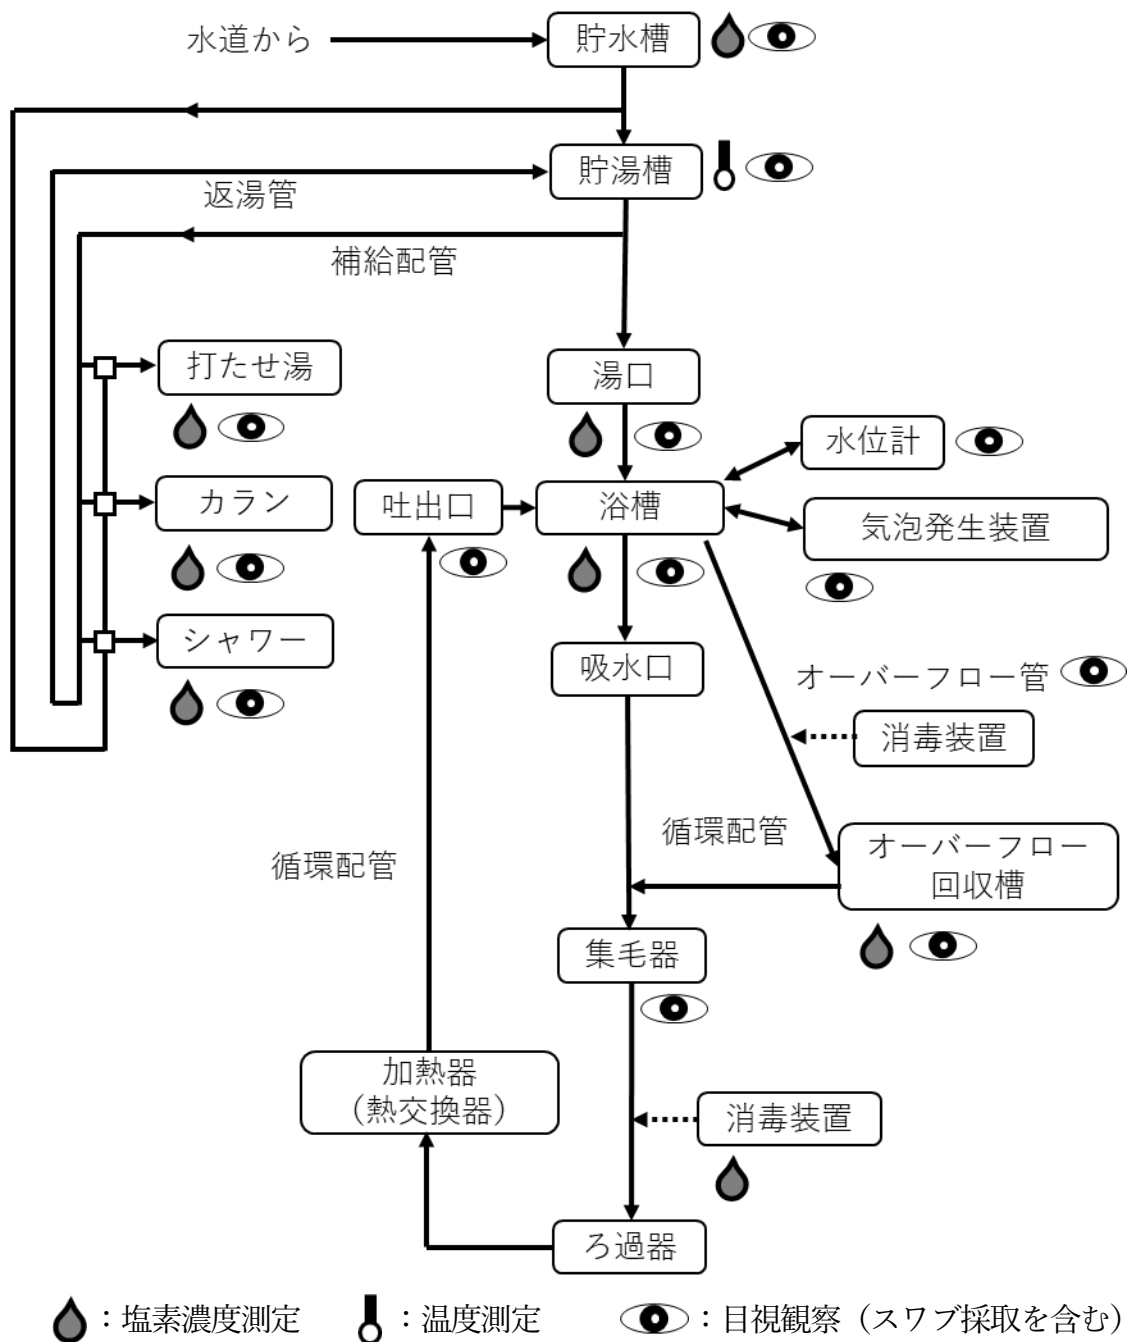 水道から
貯水槽
貯湯槽
返湯管
補給配管
打たせ湯
湯口
水位計
カラン
吐出口
浴槽
気泡発生装置
シャワー
吸水口
オーバーフロー管
消毒装置
循環配管
オーバーフロー
回収槽
循環配管
集毛器
加熱器
（熱交換器）
消毒装置
ろ過器
：塩素濃度測定
：温度測定
：目視観察（スワブ採取を含む）